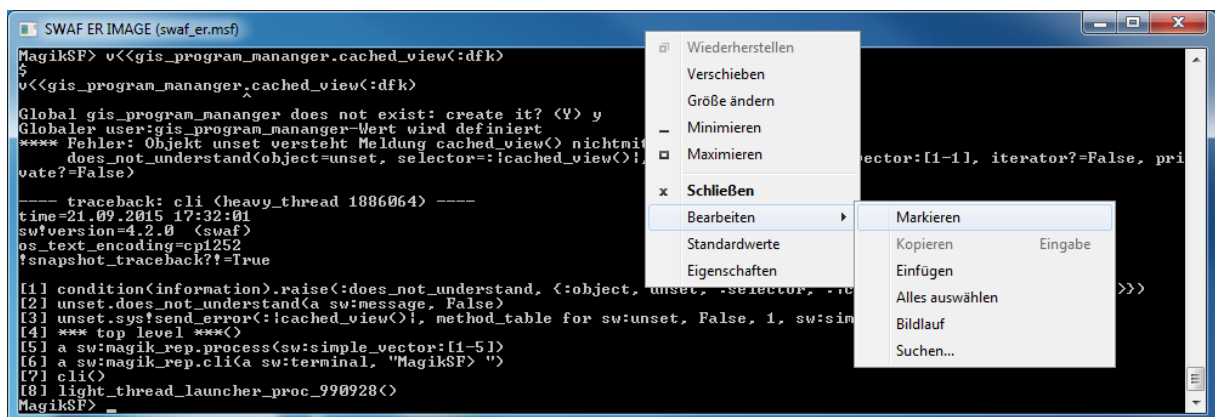 SWAF ER IMAGE (swaf_er.msf)
MagikSF> v<<gis_program_mananger.cached_view(:dfk)
$
v<<gis_program_mananger.cached_view(:dfk)
^
Global gis_program_mananger does not exist: create it? (Y) y
Globaler user:gis_program_mananger-Wert wird definiert
**** Fehler: Objekt unset versteht Meldung cached_view() nichtmit
does_not_understand(object=unset, selector=:|cached_view()|, ector:[1-1], iterator?=False, pri
vate?=False)
---- traceback: cli (heavy_thread 1886064) ----
time=21.09.2015 17:32:01
sw!version=4.2.0 (swaf)
os_text_encoding=cp1252
!snapshot_traceback?!=True
[1] condition(information).raise(:does_not_understand, {:object, unset, :selector, :|c >}})
[2] unset.does_not_understand(a sw:message, False)
[3] unset.sys!send_error(:|cached_view()|, method_table for sw:unset, False, 1, sw:sim
[4] *** top level ***()
[5] a sw:magik_rep.process(sw:simple_vector:[1-5])
[6] a sw:magik_rep.cli(a sw:terminal, "MagikSF> ")
[7] cli()
[8] light_thread_launcher_proc_990928()
MagikSF> _
Wiederherstellen
Verschieben
Größe ändern
Minimieren
Maximieren
x Schließen
Bearbeiten
Standardwerte
Eigenschaften
Markieren
Kopieren Eingabe
Einfügen
Alles auswählen
Bildlauf
Suchen...